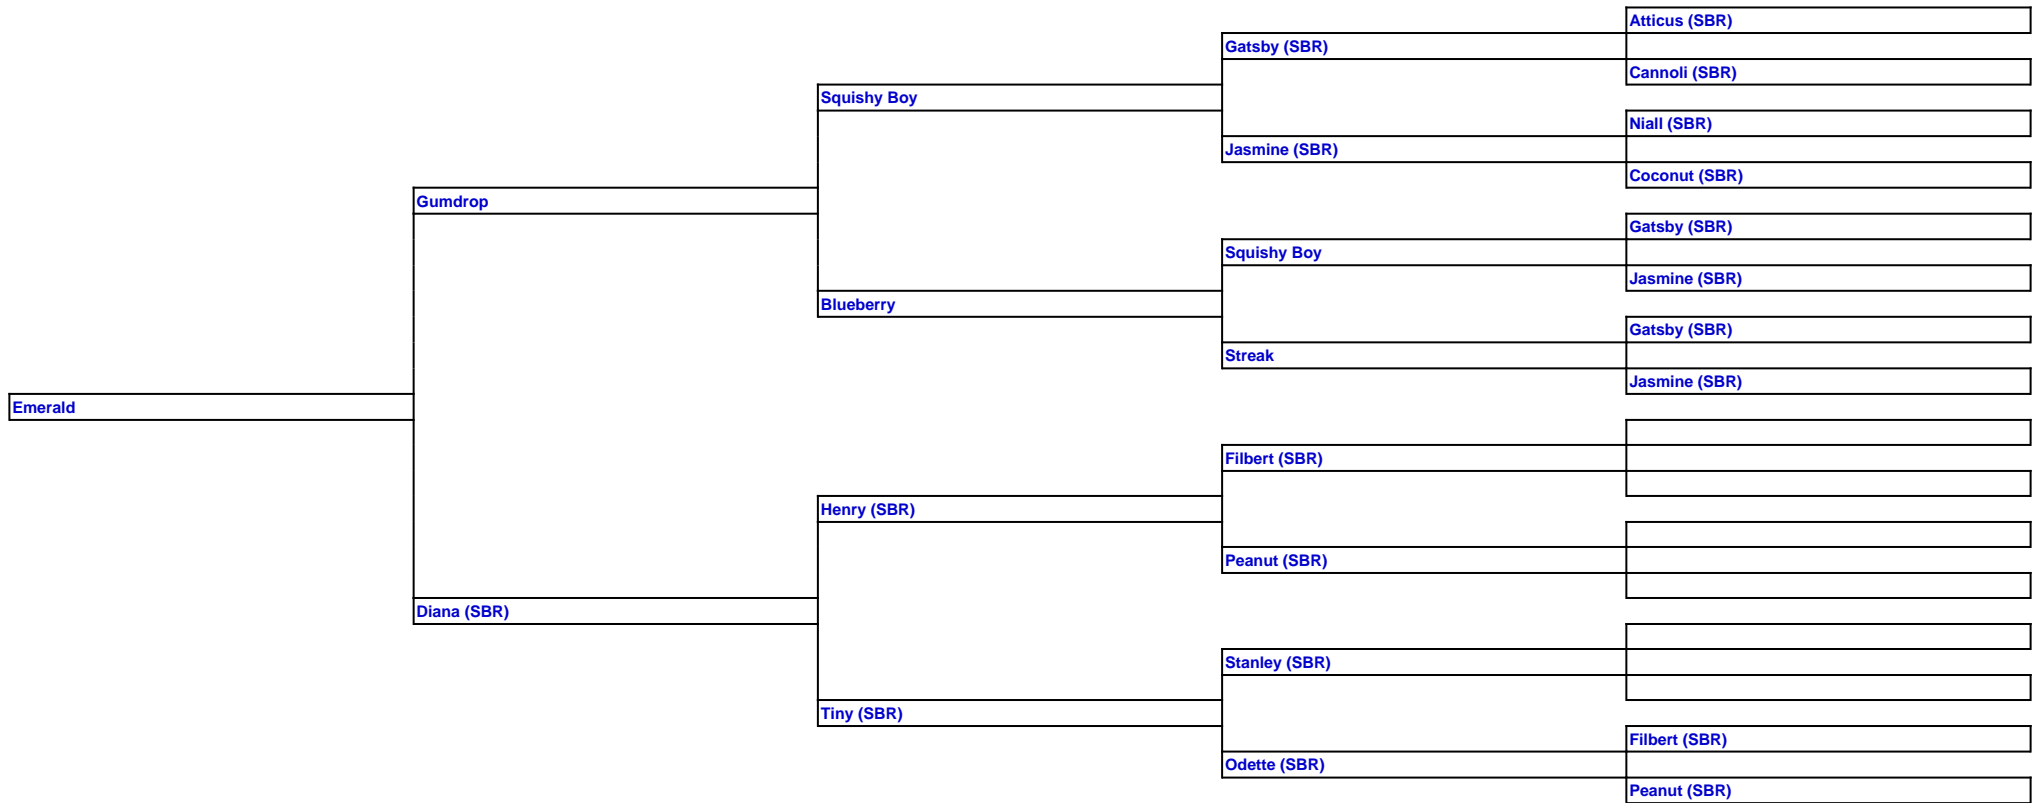 Atticus (SBR)
Gatsby (SBR)
Cannoli (SBR)
Squishy Boy
Niall (SBR)
Jasmine (SBR)
Coconut (SBR)
Gumdrop
Gatsby (SBR)
Squishy Boy
Jasmine (SBR)
Blueberry
Gatsby (SBR)
Streak
Jasmine (SBR)
Emerald
Filbert (SBR)
Henry (SBR)
Peanut (SBR)
Diana (SBR)
Stanley (SBR)
Tiny (SBR)
Filbert (SBR)
Odette (SBR)
Peanut (SBR)